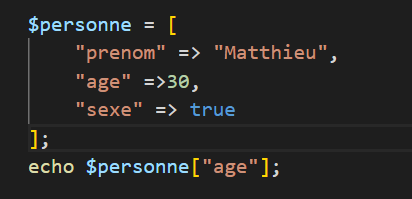 $personne = [
    "prenom" => "Matthieu",
    "age" =>30,
    "sexe" => true
];
echo $personne["age"];